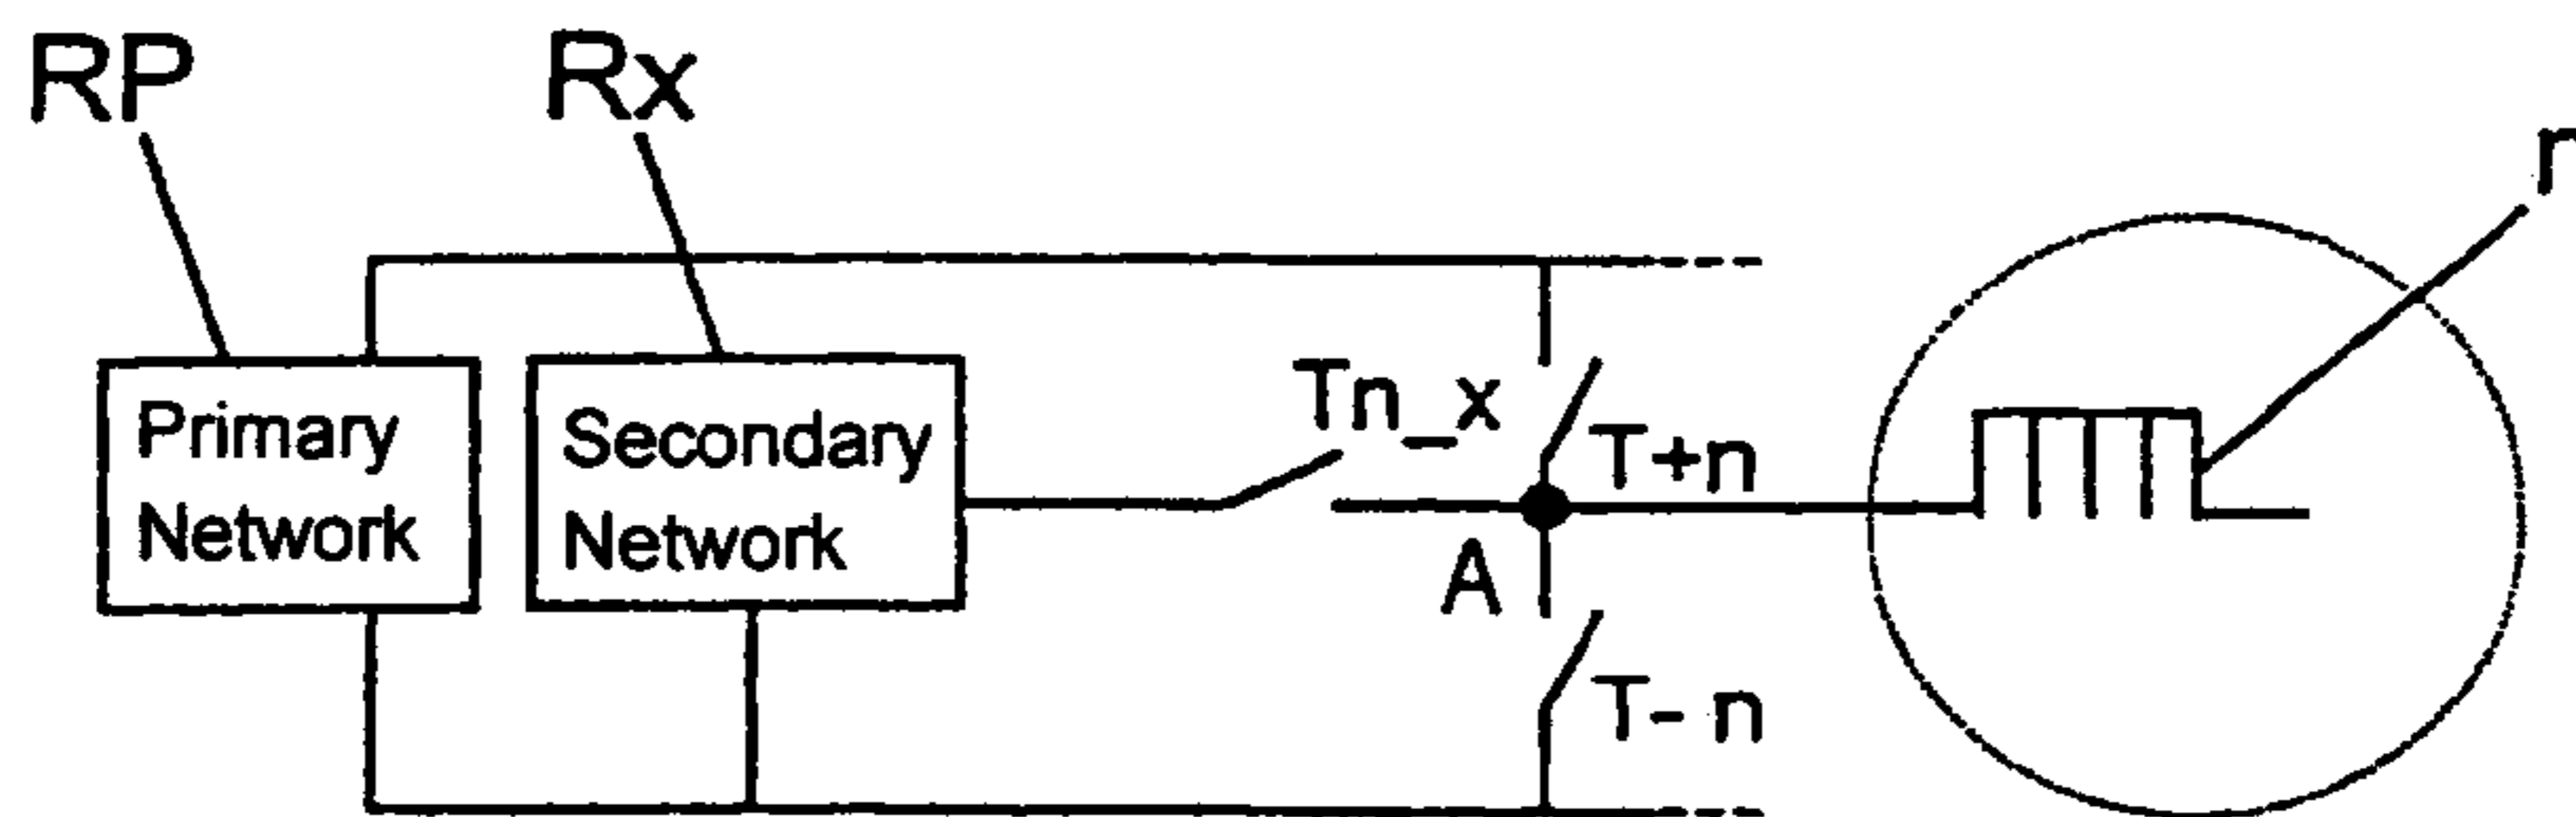 RP
Rx
n
Primary
Network
Secondary
Network
Tn_x
T+n
A
T- n